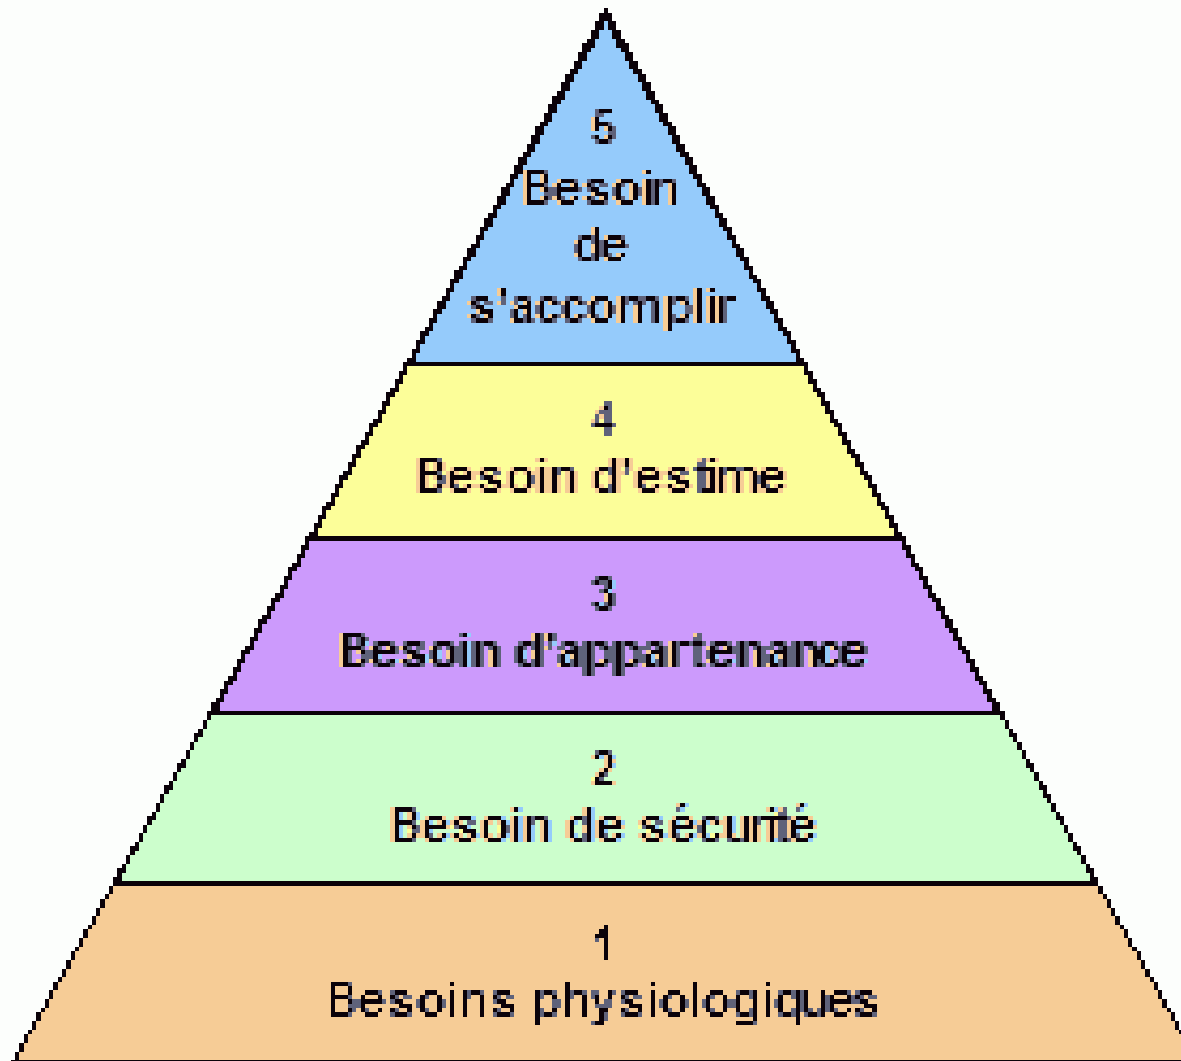 5
Besoin
de
s'accomplir
4
Besoin d'estime
3
Besoin d'appartenance
2
Besoin de sécurité
1
Besoins physiologiques